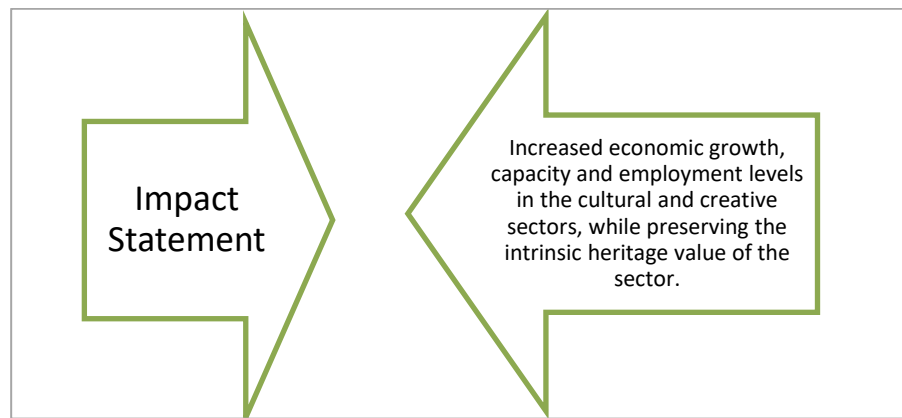 Impact
Statement
Increased economic growth,
capacity and employment levels
in the cultural and creative
sectors, while preserving the
intrinsic heritage value of the
sector.